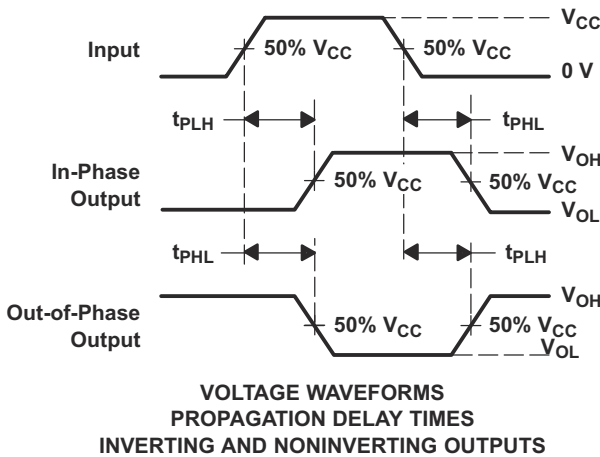 VCC
Input
50% VCC
50% VCC
0 V
tPLH
tPHL
VOH
In-Phase
Output
50% VCC
50% VCC
VOL
tPHL
tPLH
VOH
Out-of-Phase
Output
50% VCC
50% VCC
VOL
VOLTAGE WAVEFORMS
PROPAGATION DELAY TIMES
INVERTING AND NONINVERTING OUTPUTS